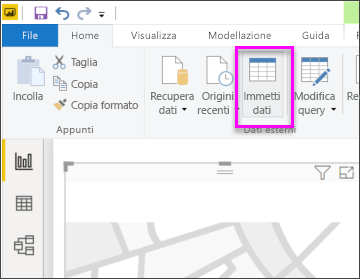 File Home Visualizza Modellazione Guida
Incolla
Taglia
Copia
Copia formato
Recupera dati
Origini recenti
Immetti dati
Modifica query
Appunti
Dati esterni